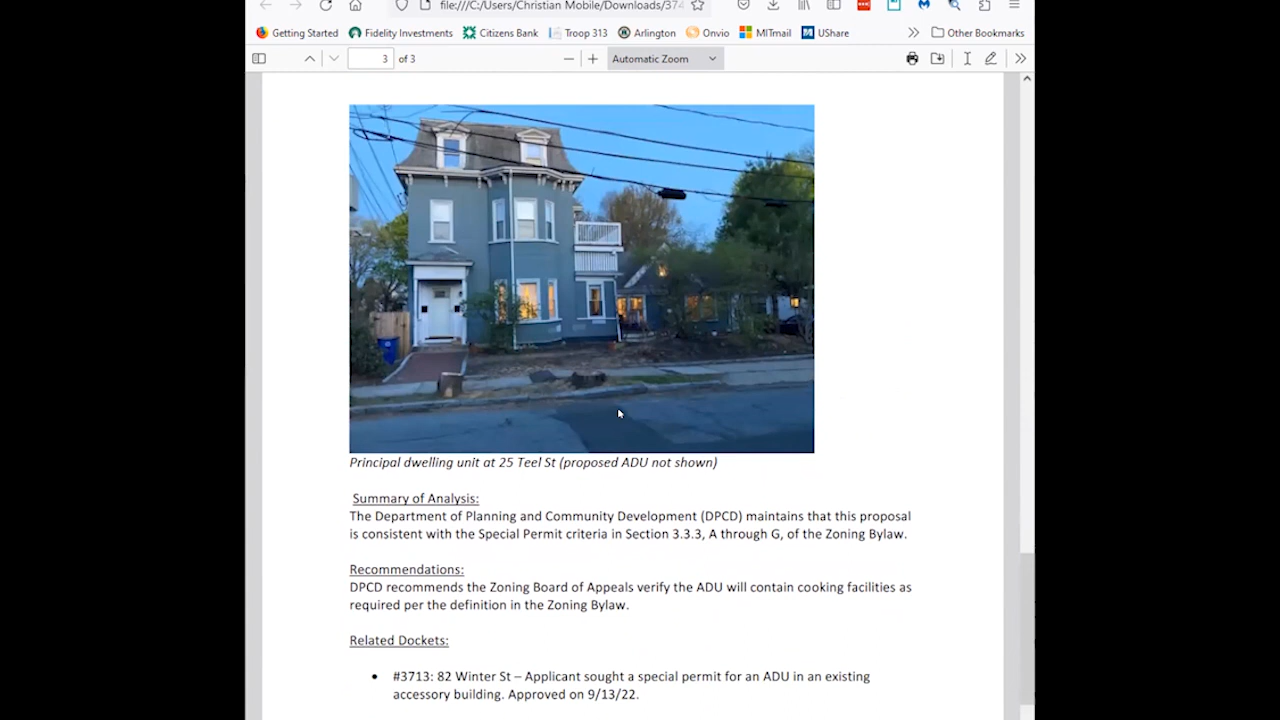 file:///C:/Users/Christian Mobile/Downloads/374
Getting Started Fidelity Investments Citizens Bank Troop 313 Arlington Onvio MITmail UShare Other Bookmarks
3 of 3 Automatic Zoom
Principal dwelling unit at 25 Teel St (proposed ADU not shown)
Summary of Analysis:
The Department of Planning and Community Development (DPCD) maintains that this proposal
is consistent with the Special Permit criteria in Section 3.3.3, A through G, of the Zoning Bylaw.
Recommendations:
DPCD recommends the Zoning Board of Appeals verify the ADU will contain cooking facilities as
required per the definition in the Zoning Bylaw.
Related Dockets:
• #3713: 82 Winter St – Applicant sought a special permit for an ADU in an existing
accessory building. Approved on 9/13/22.